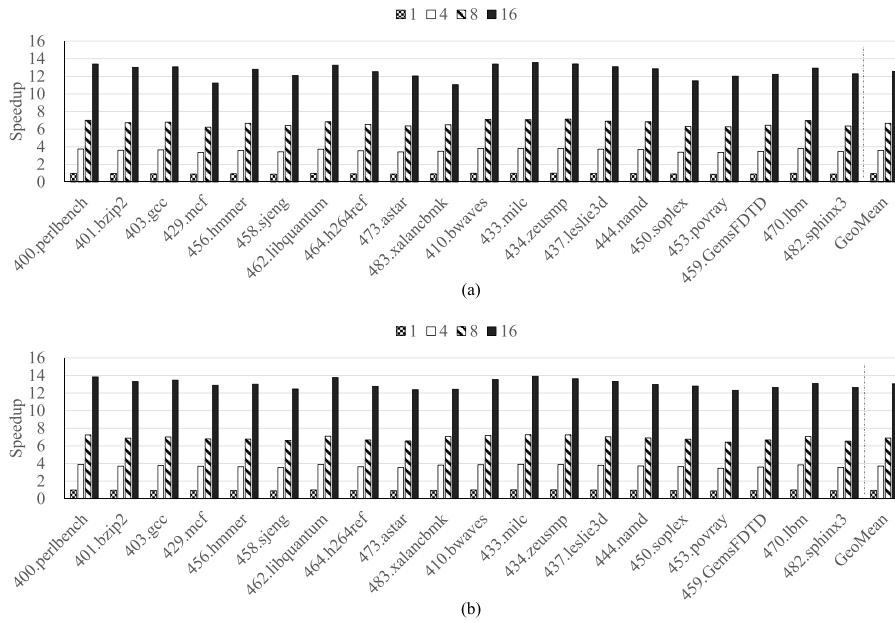 1 4 8 16
16
14
12
10
8
6
4
2
0
Speedup
400.perlbench
401.bzip2
403.gcc
429.mcf
456.hmmer
458.sjeng
462.libquantum
464.h264ref
473.astar
483.xalancbmk
410.bwaves
433.milc
434.zeusmp
437.leslie3d
444.namd
450.soplex
453.povray
459.GemsFDTD
470.lbm
482.sphinx3
GeoMean
(a)
1 4 8 16
16
14
12
10
8
6
4
2
0
Speedup
400.perlbench
401.bzip2
403.gcc
429.mcf
456.hmmer
458.sjeng
462.libquantum
464.h264ref
473.astar
483.xalancbmk
410.bwaves
433.milc
434.zeusmp
437.leslie3d
444.namd
450.soplex
453.povray
459.GemsFDTD
470.lbm
482.sphinx3
GeoMean
(b)